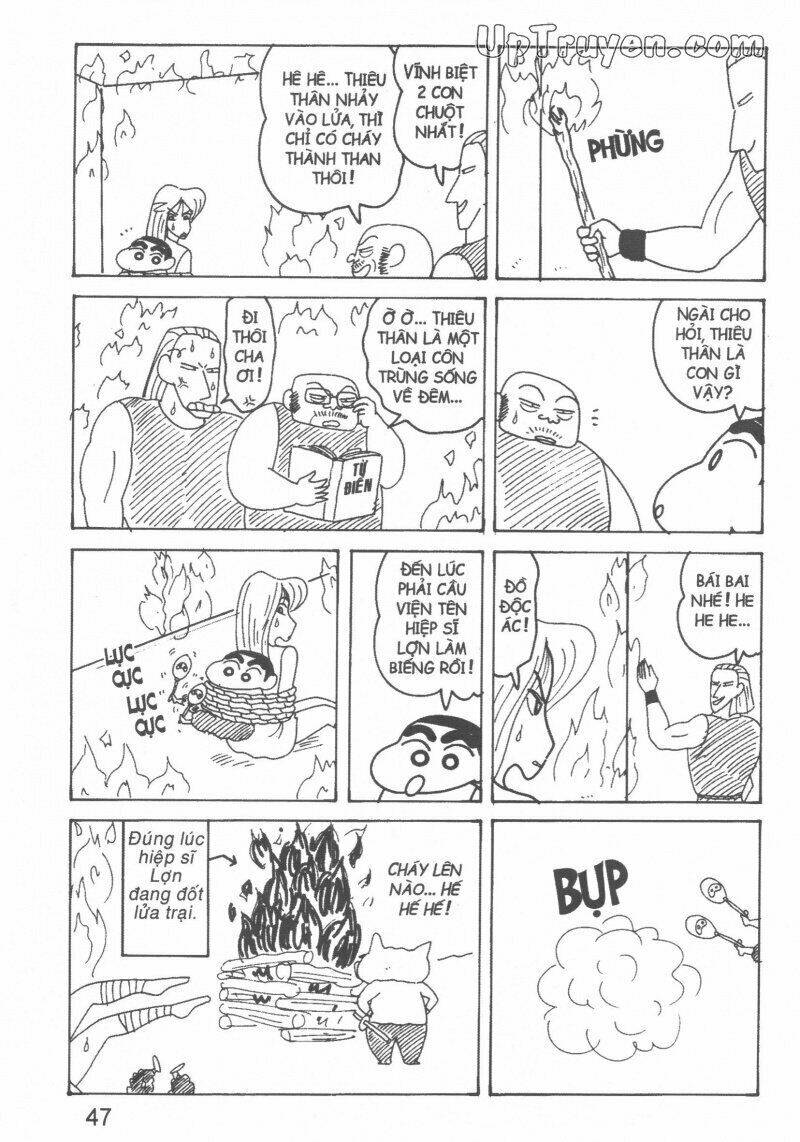 UpTruyen.com
PHỪNG
VĨNH BIỆT
2 CON
CHUỘT
NHẮT!
HÊ HÊ... THIÊU
THÂN NHẢY
VÀO LỬA, THÌ
CHỈ CÓ CHÁY
THÀNH THAN
THÔI!
NGÀI CHO
HỎI, THIÊU
THÂN LÀ
CON GÌ
VẬY?
Ờ Ờ... THIÊU
THÂN LÀ MỘT
LOẠI CÔN
TRÙNG SỐNG
VỀ ĐÊM...
TỰ
ĐIỂN
ĐI
THÔI
CHA
ƠI!
BÁI BAI
NHÉ! HE
HE HE...
ĐỒ
ĐỘC
ÁC!
ĐẾN LÚC
PHẢI CẦU
VIỆN TÊN
HIỆP SĨ
LỢN LÀM
BIẾNG RỒI!
LỤC
CỤC
LỤC
CỤC
BỤP
Đúng lúc
hiệp sĩ
Lợn
đang đốt
lửa trại.
CHÁY LÊN
NÀO... HẾ
HẾ HẾ!
47